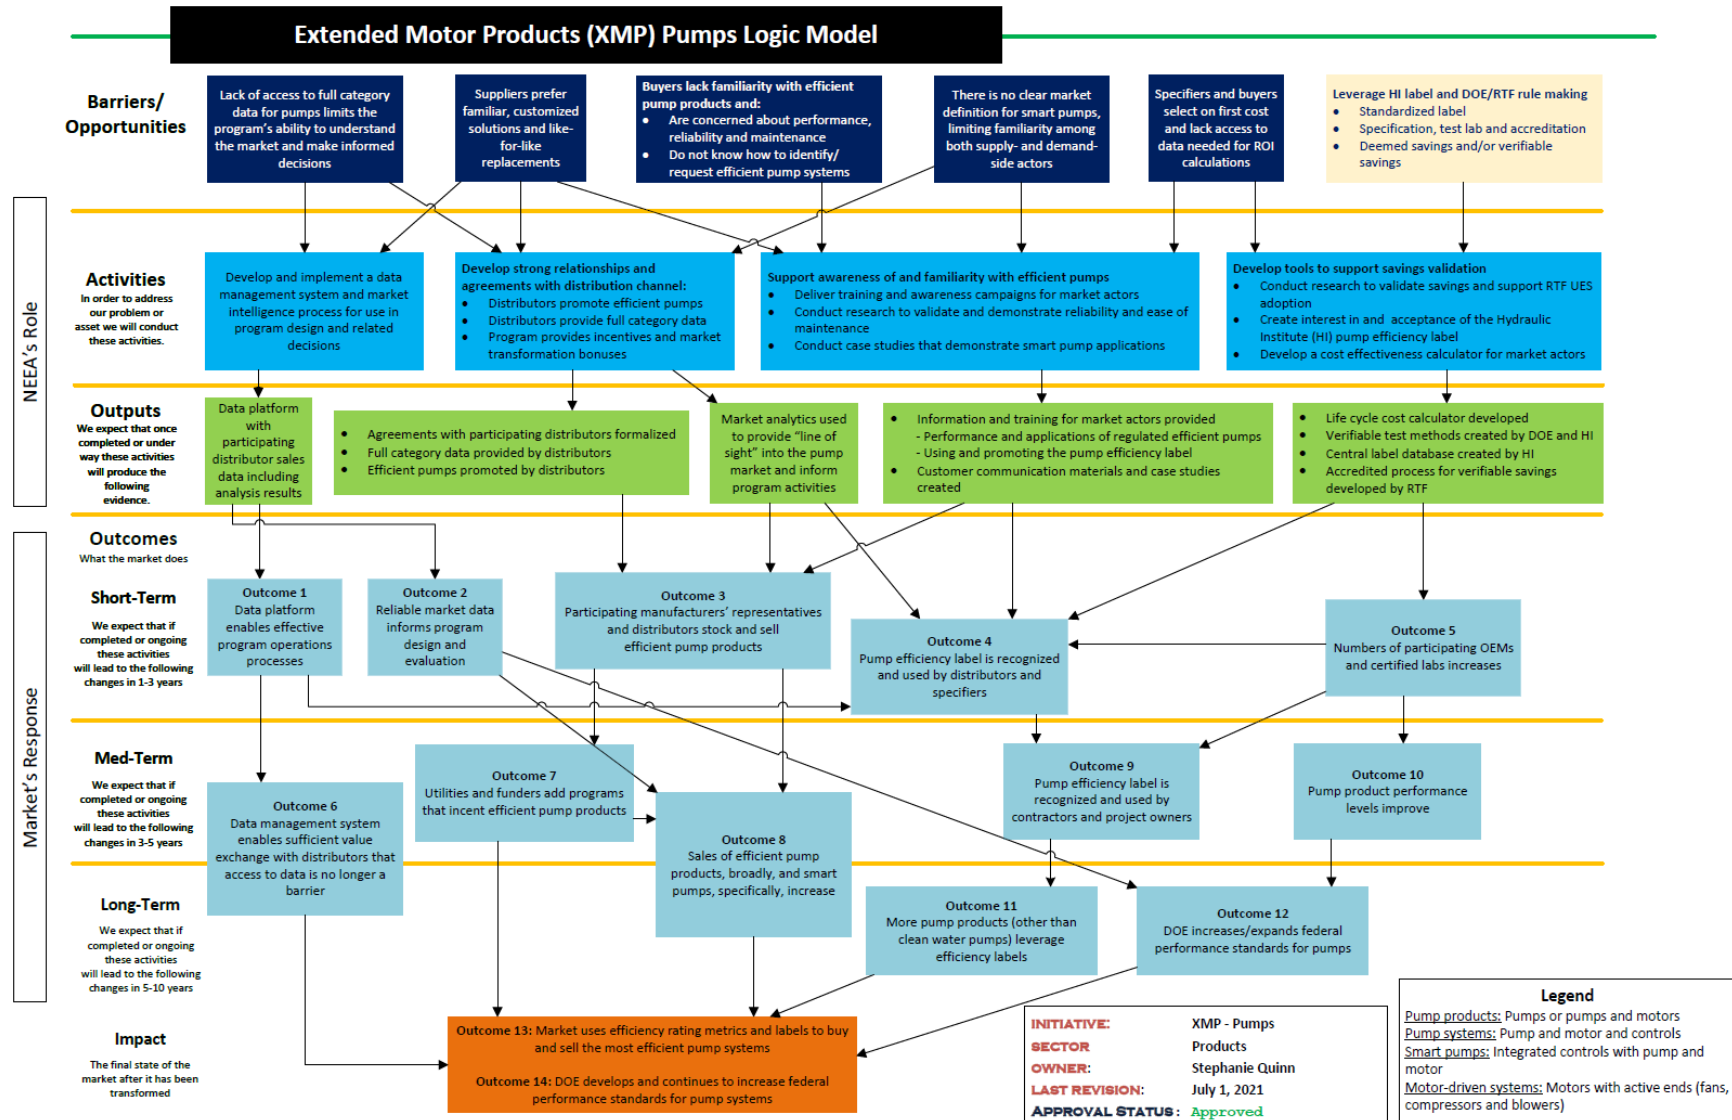 Extended Motor Products (XMP) Pumps Logic Model
Barriers/
Opportunities
Lack of access to full category
data for pumps limits the
program's ability to understand
the market and make informed
decisions
Suppliers prefer
familiar, customized
solutions and like-
for-like
replacements
Buyers lack familiarity with efficient
pump products and:
• Are concerned about performance,
reliability and maintenance
• Do not know how to identify/
request efficient pump systems
There is no clear market
definition for smart pumps,
limiting familiarity among
both supply- and demand-
side actors
Specifiers and buyers
select on first cost
and lack access to
data needed for ROI
calculations
Leverage HI label and DOE/RTF rule making
• Standardized label
• Specification, test lab and accreditation
• Deemed savings and/or verifiable
savings
NEEA's Role
Activities
In order to address
our problem or
asset we will conduct
these activities.
Develop and implement a data
management system and market
intelligence process for use in
program design and related
decisions
Develop strong relationships and
agreements with distribution channel:
• Distributors promote efficient pumps
• Distributors provide full category data
• Program provides incentives and market
transformation bonuses
Support awareness of and familiarity with efficient pumps
• Deliver training and awareness campaigns for market actors
• Conduct research to validate and demonstrate reliability and ease of
maintenance
• Conduct case studies that demonstrate smart pump applications
Develop tools to support savings validation
• Conduct research to validate savings and support RTF UES
adoption
• Create interest in and acceptance of the Hydraulic
Institute (HI) pump efficiency label
• Develop a cost effectiveness calculator for market actors
Outputs
We expect that once
completed or under
way these activities
will produce the
following
evidence.
Data platform
with
participating
distributor sales
data including
analysis results
• Agreements with participating distributors formalized
• Full category data provided by distributors
• Efficient pumps promoted by distributors
Market analytics used
to provide "line of
sight" into the pump
market and inform
program activities
• Information and training for market actors provided
- Performance and applications of regulated efficient pumps
- Using and promoting the pump efficiency label
• Customer communication materials and case studies
created
• Life cycle cost calculator developed
• Verifiable test methods created by DOE and HI
• Central label database created by HI
• Accredited process for verifiable savings
developed by RTF
Market's Response
Outcomes
What the market does
Short-Term
We expect that if
completed or ongoing
these activities
will lead to the following
changes in 1-3 years
Outcome 1
Data platform
enables effective
program operations
processes
Outcome 2
Reliable market data
informs program
design and
evaluation
Outcome 3
Participating manufacturers' representatives
and distributors stock and sell
efficient pump products
Outcome 4
Pump efficiency label is recognized
and used by distributors and
specifiers
Outcome 5
Numbers of participating OEMs
and certified labs increases
Med-Term
We expect that if
completed or ongoing
these activities
will lead to the following
changes in 3-5 years
Outcome 6
Data management system
enables sufficient value
exchange with distributors that
access to data is no longer a
barrier
Outcome 7
Utilities and funders add programs
that incent efficient pump products
Outcome 8
Sales of efficient pump
products, broadly, and smart
pumps, specifically, increase
Outcome 9
Pump efficiency label is
recognized and used by
contractors and project owners
Outcome 10
Pump product performance
levels improve
Long-Term
We expect that if
completed or ongoing
these activities
will lead to the following
changes in 5-10 years
Outcome 11
More pump products (other than
clean water pumps) leverage
efficiency labels
Outcome 12
DOE increases/expands federal
performance standards for pumps
Impact
The final state of the
market after it has been
transformed
Outcome 13: Market uses efficiency rating metrics and labels to buy
and sell the most efficient pump systems
Outcome 14: DOE develops and continues to increase federal
performance standards for pump systems
INITIATIVE: XMP - Pumps
SECTOR Products
OWNER: Stephanie Quinn
LAST REVISION: July 1, 2021
APPROVAL STATUS: Approved
Legend
Pump products: Pumps or pumps and motors
Pump systems: Pump and motor and controls
Smart pumps: Integrated controls with pump and
motor
Motor-driven systems: Motors with active ends (fans,
compressors and blowers)